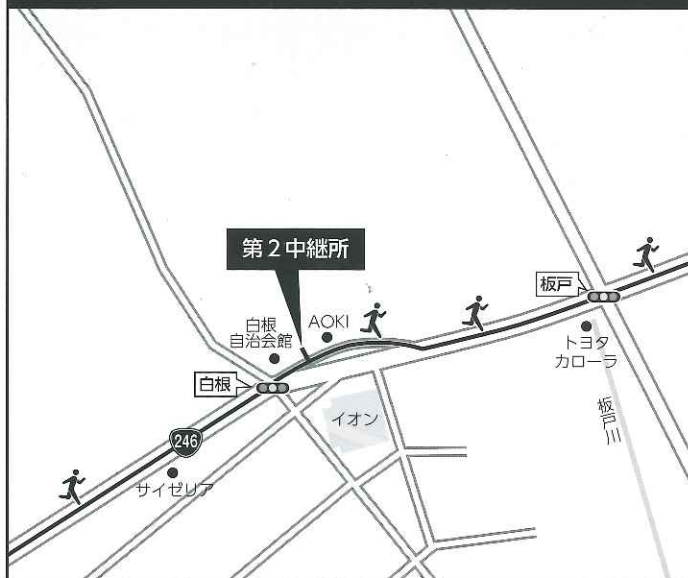 第2中継所
板戸
白根
自治会館
AOKI
トヨタ
カローラ
白根
イオン
板戸川
246
サイゼリア